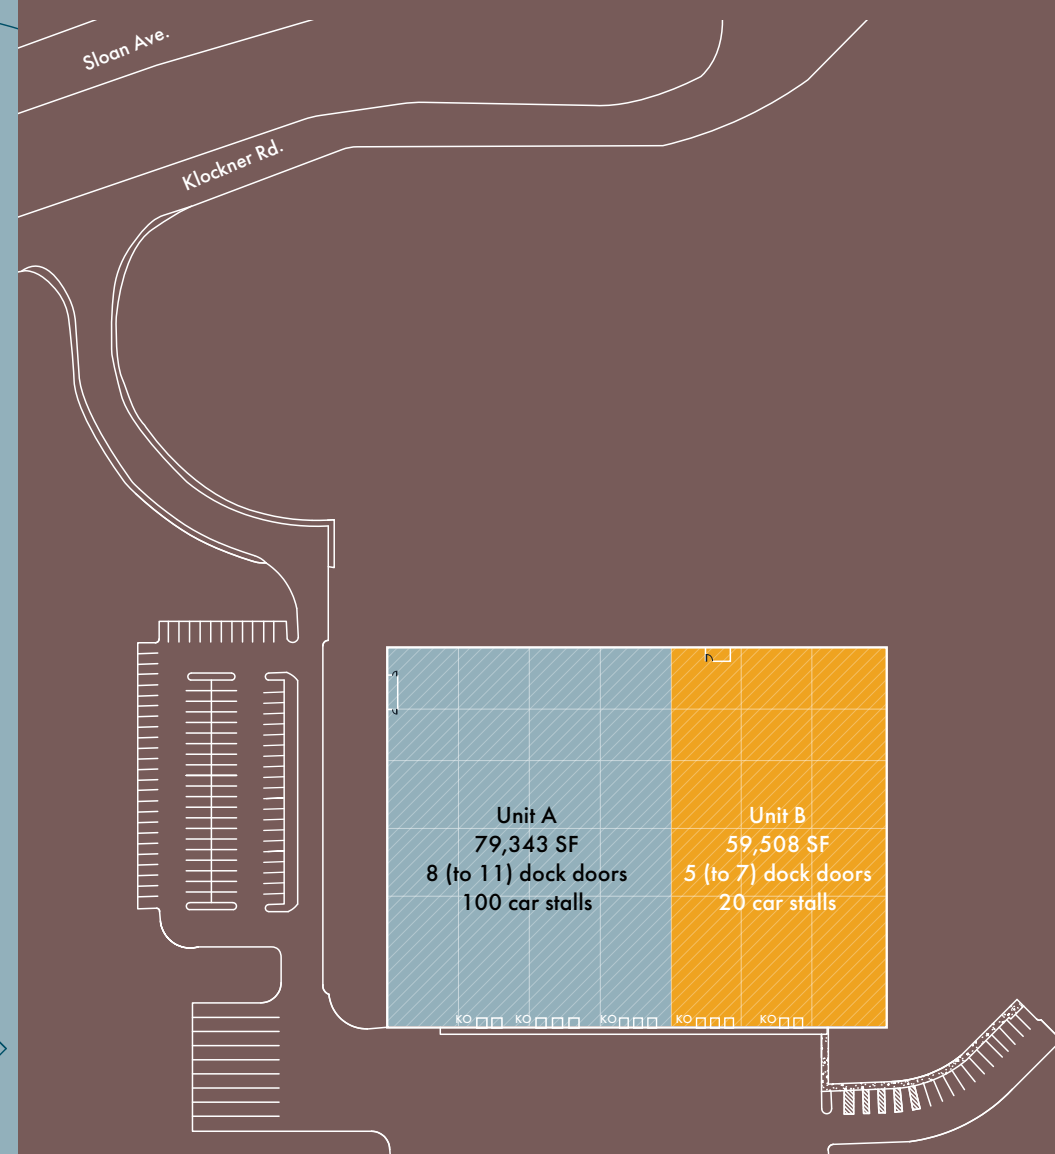 Sloan Ave.
Klockner Rd.
Unit A
79,343 SF
8 (to 11) dock doors
100 car stalls
Unit B
59,508 SF
5 (to 7) dock doors
20 car stalls
KO KO KO KO KO